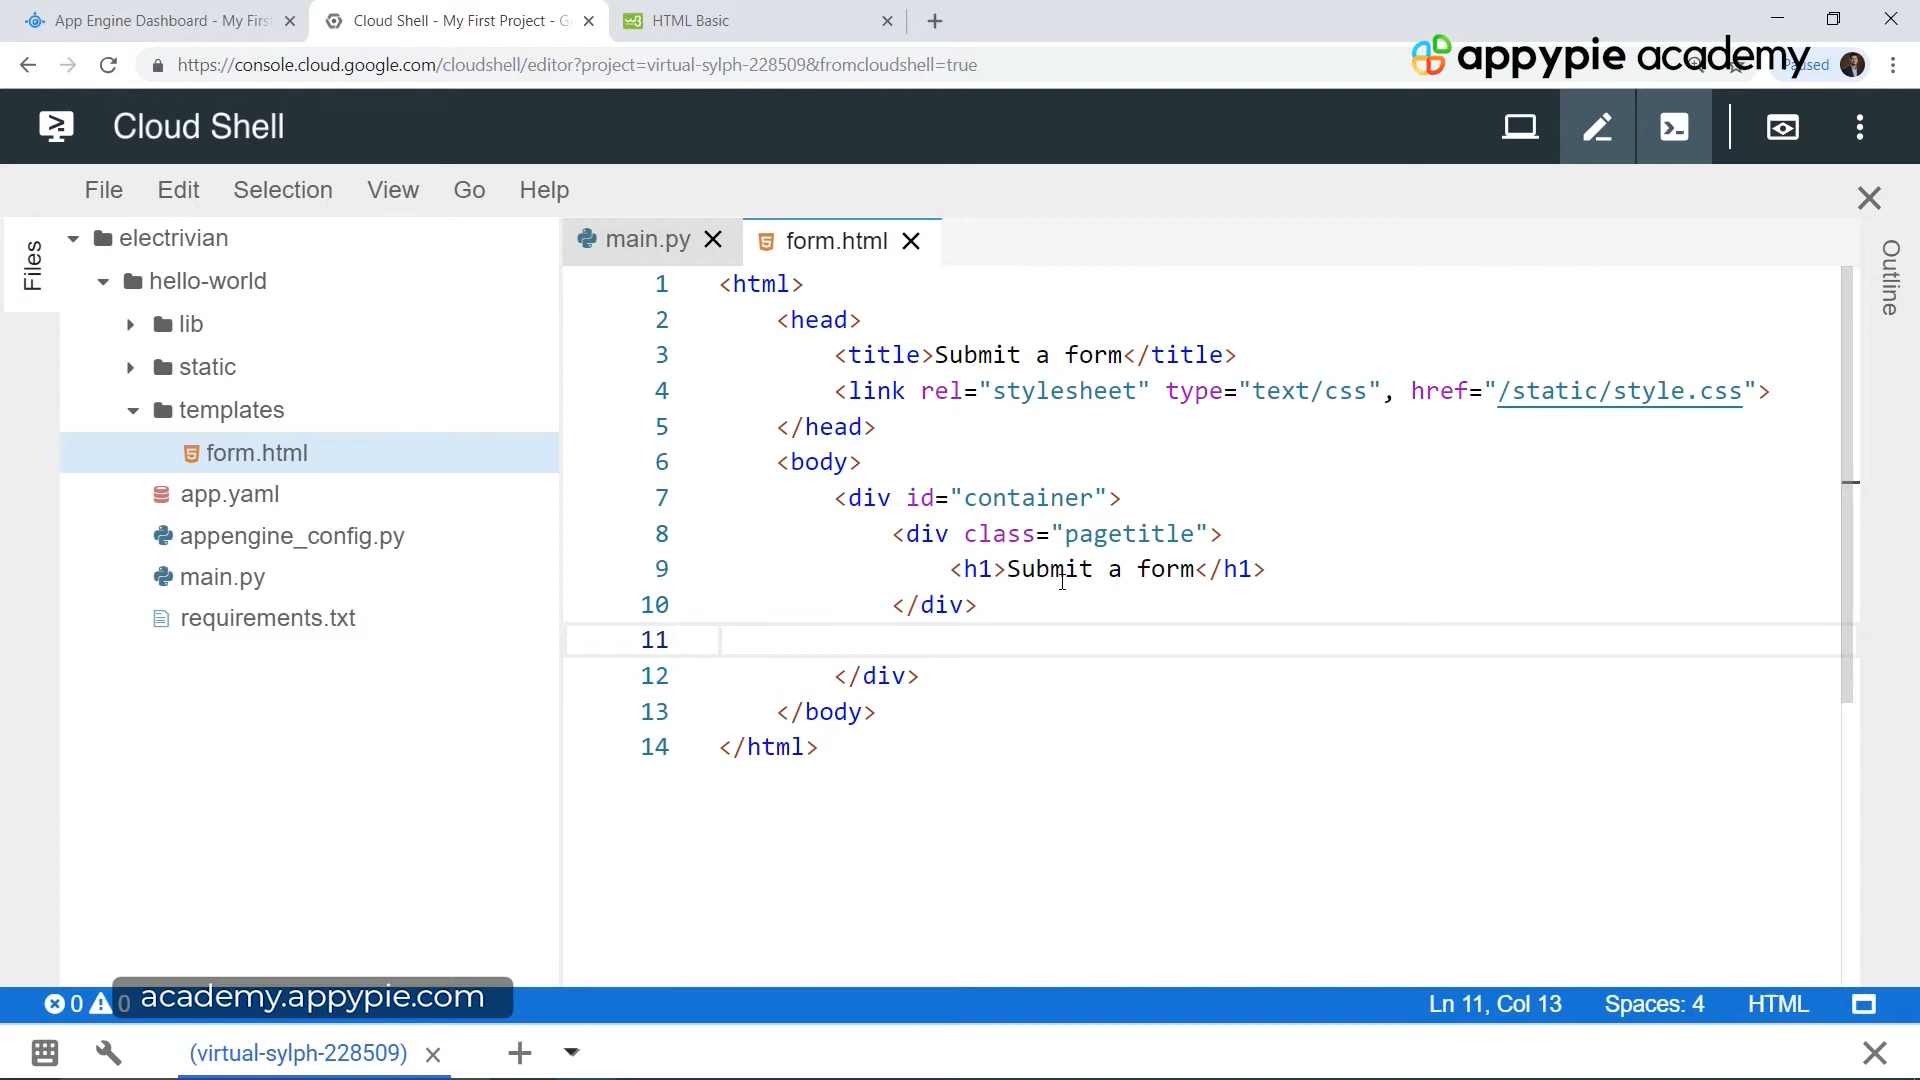 App Engine Dashboard - My Firs
Cloud Shell - My First Project - G
HTML Basic
https://console.cloud.google.com/cloudshell/editor?project=virtual-sylph-228509&fromcloudshell=true
appypie academy
Paused
Cloud Shell
File Edit Selection View Go Help
Files
electrivian
hello-world
lib
static
templates
form.html
app.yaml
appengine_config.py
main.py
requirements.txt
main.py
form.html
Outline
1 <html>
2 <head>
3 <title>Submit a form</title>
4 <link rel="stylesheet" type="text/css", href="/static/style.css">
5 </head>
6 <body>
7 <div id="container">
8 <div class="pagetitle">
9 <h1>Submit a form</h1>
10 </div>
11
12 </div>
13 </body>
14 </html>
0 0
academy.appypie.com
Ln 11, Col 13 Spaces: 4 HTML
(virtual-sylph-228509)